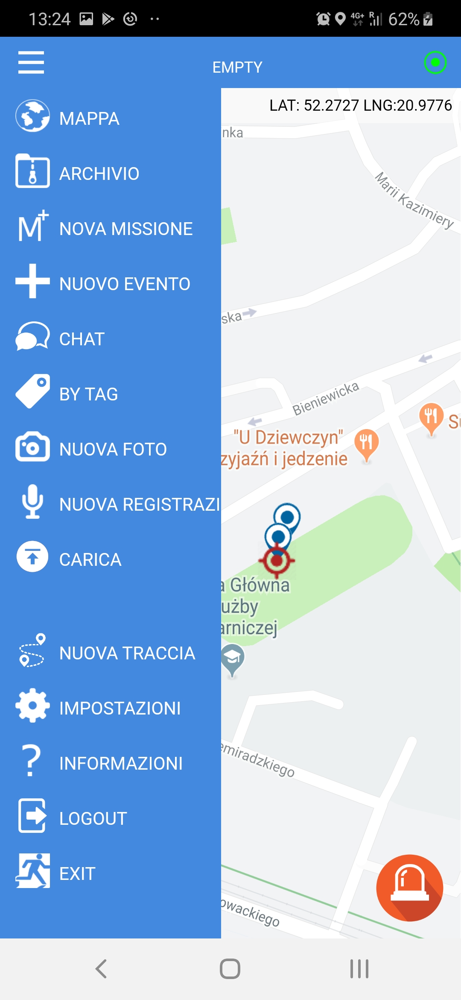 13:24
4G+
R
62%
EMPTY
LAT: 52.2727 LNG:20.9776
MAPPA
ARCHIVIO
NOVA MISSIONE
NUOVO EVENTO
CHAT
BY TAG
NUOVA FOTO
NUOVA REGISTRAZI
CARICA
NUOVA TRACCIA
IMPOSTAZIONI
INFORMAZIONI
LOGOUT
EXIT
nka
Marii Kazimiery
ska
Bieniewicka
"U Dziewczyn"
zyjaźń i jedzenie
a Główna
użby
arniczej
emiradzkiego
owackiego